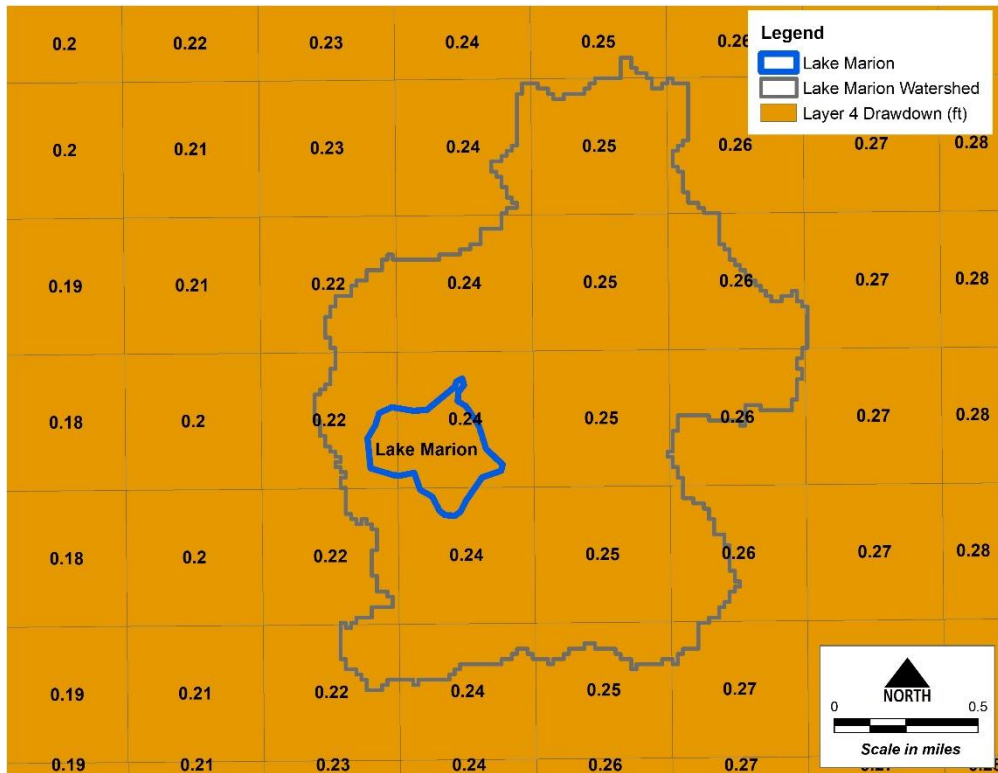 0.2 0.22 0.23 0.24 0.25 0.26
Legend
Lake Marion
Lake Marion Watershed
Layer 4 Drawdown (ft)
0.2 0.21 0.23 0.24 0.25 0.26 0.27 0.28
0.19 0.21 0.22 0.24 0.25 0.26 0.27 0.28
0.18 0.2 0.22 0.24 0.25 0.26 0.27 0.28
Lake Marion
0.18 0.2 0.22 0.24 0.25 0.26 0.27 0.28
0.19 0.21 0.22 0.24 0.25 0.27
NORTH
0 0.5
Scale in miles
0.19 0.21 0.23 0.24 0.26 0.27 0.27